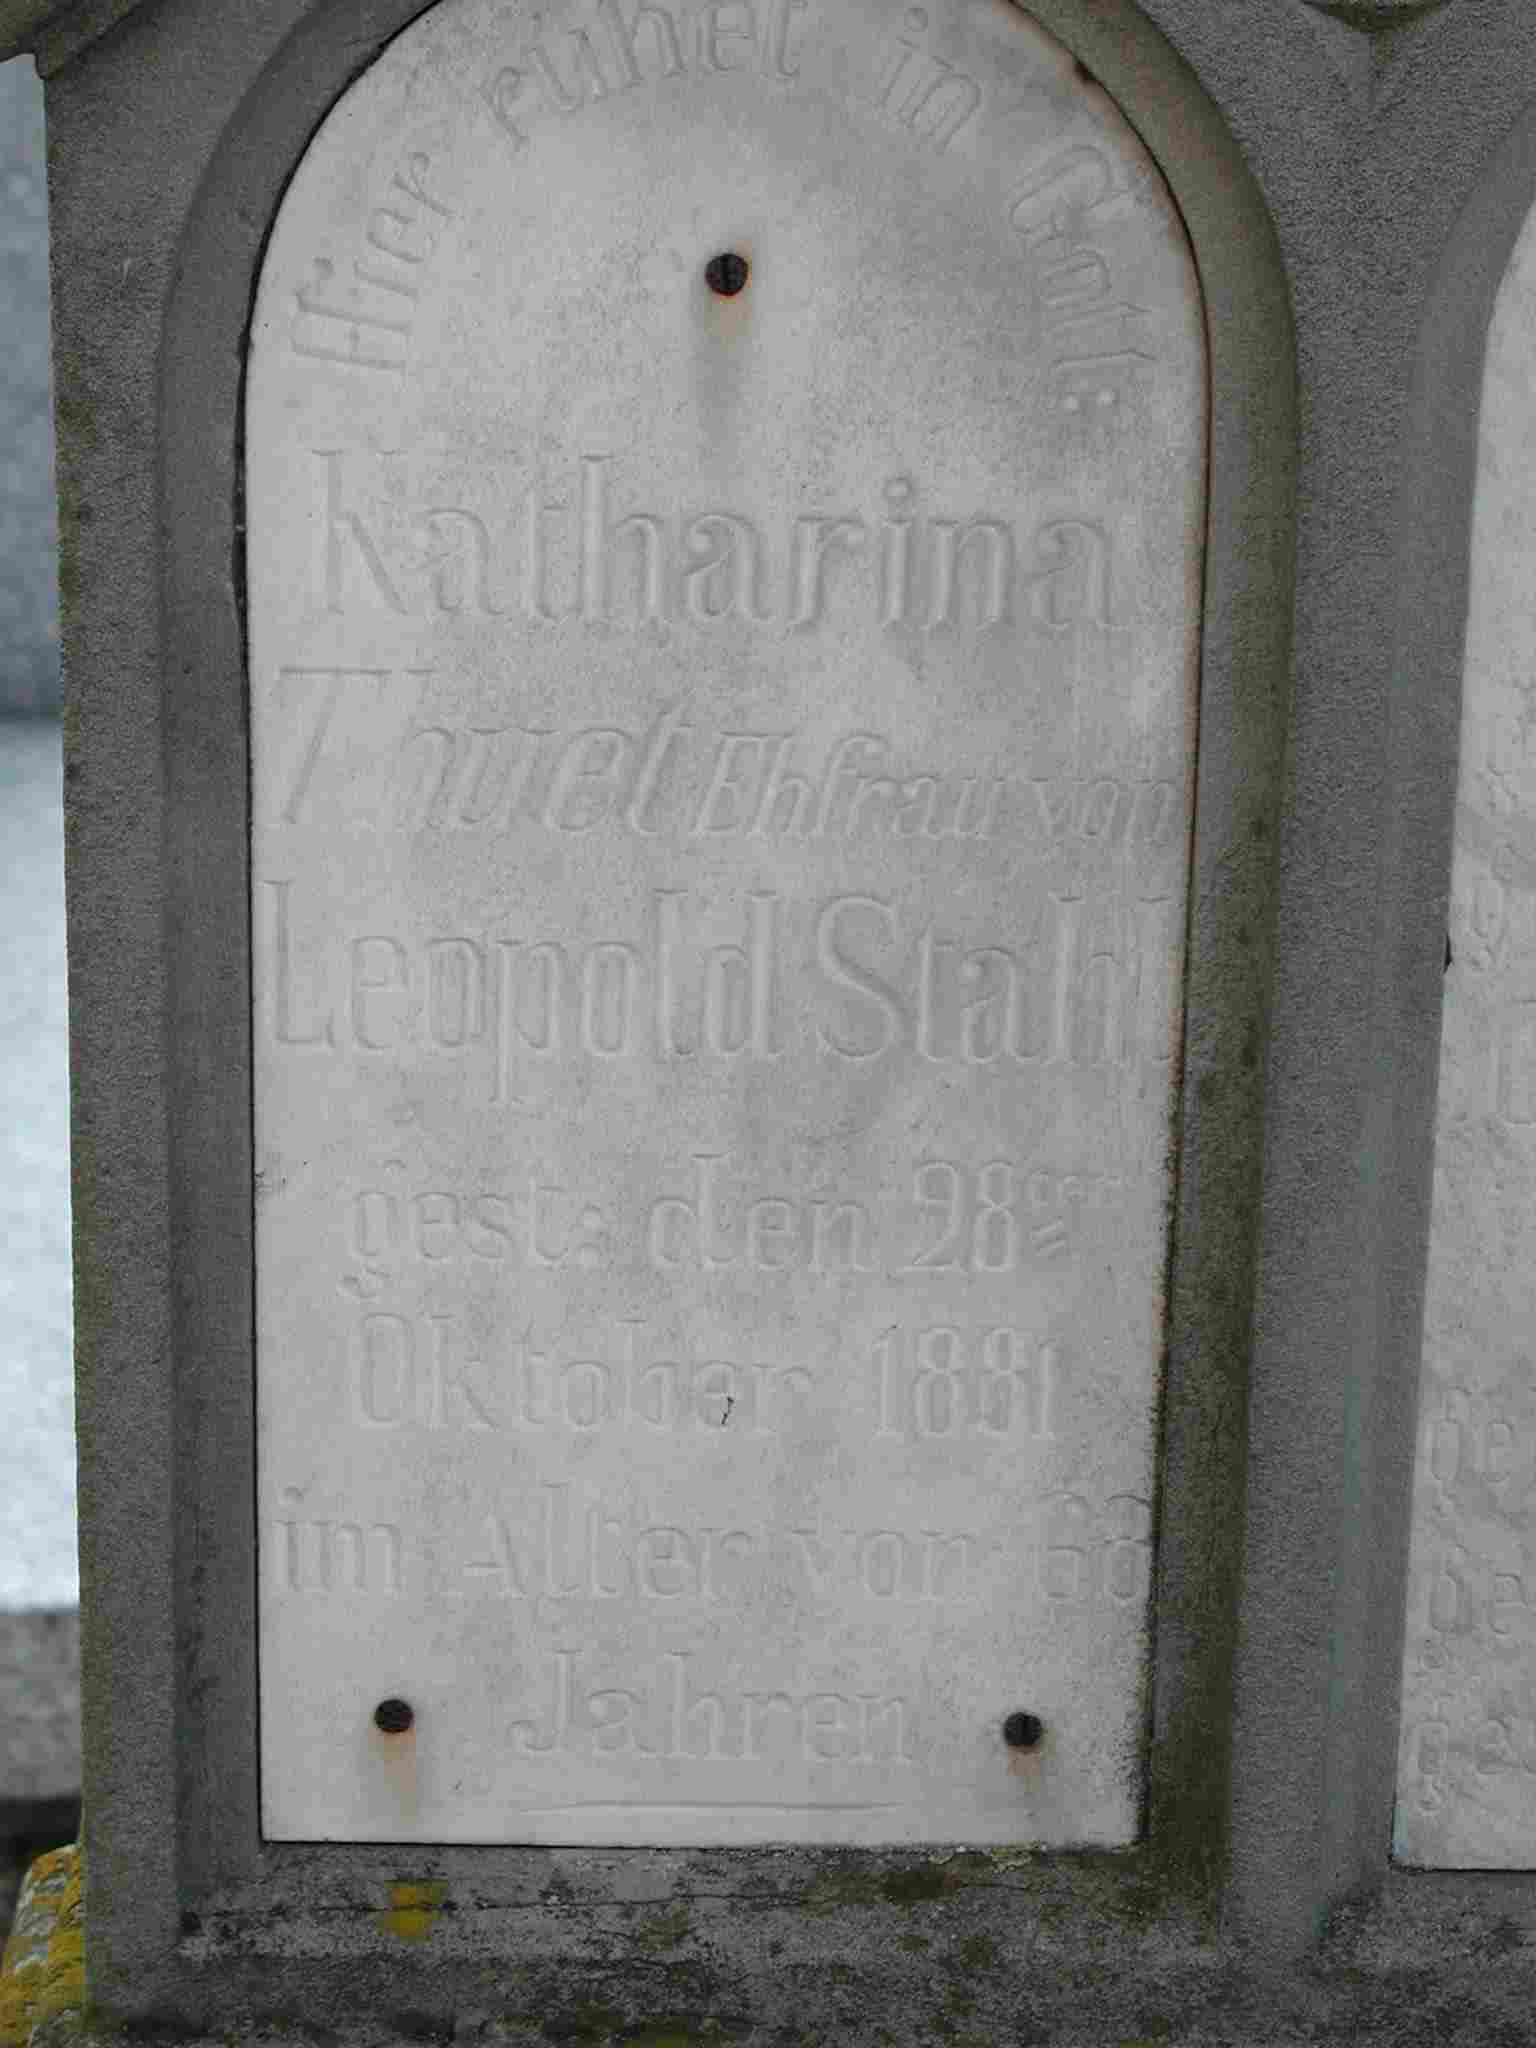 Hier ruhet in Gott:
Katharina
Thuet Ehfrau von
Leopold Stahl
gest: den 28ten
Oktober 1881
im Alter von 68
Jahren